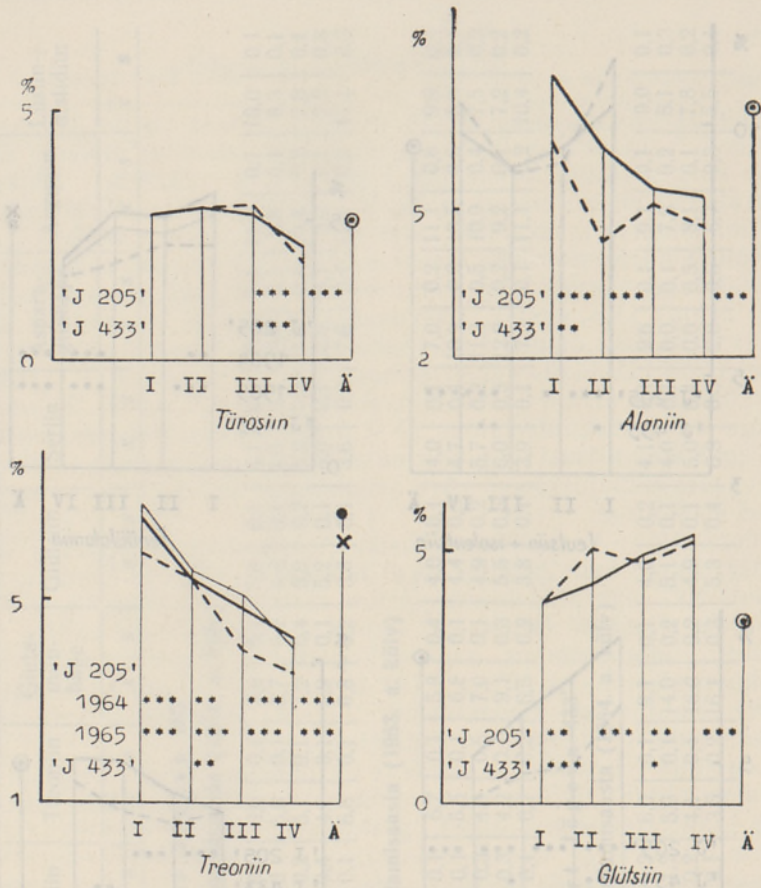 %
5
'J 205' *** ***
'J 433' ***
0
I II III IV Ä
Türosiin
%
5
'J 205' *** *** ***
'J 433' **
2
I II III IV Ä
Alaniin
%
5
'J 205'
1964 *** ** *** ***
1965 *** *** *** ***
'J 433' **
1
I II III IV Ä
Treoniin
%
5
'J 205' ** *** ** ***
'J 433' *** *
0
I II III IV Ä
Glütsiin